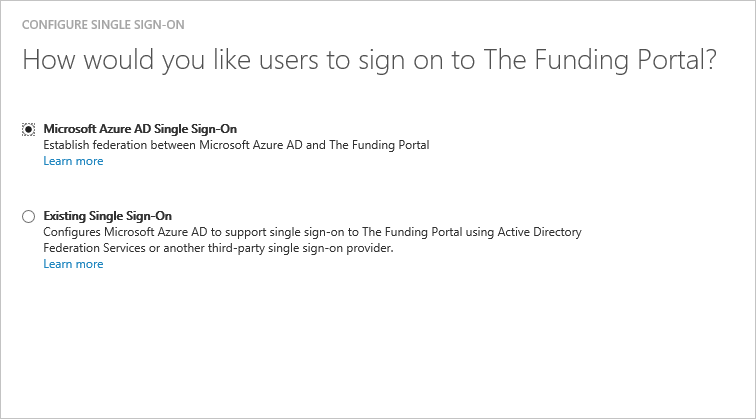 CONFIGURE SINGLE SIGN-ON
How would you like users to sign on to The Funding Portal?
Microsoft Azure AD Single Sign-On
Establish federation between Microsoft Azure AD and The Funding Portal
Learn more
Existing Single Sign-On
Configures Microsoft Azure AD to support single sign-on to The Funding Portal using Active Directory
Federation Services or another third-party single sign-on provider.
Learn more